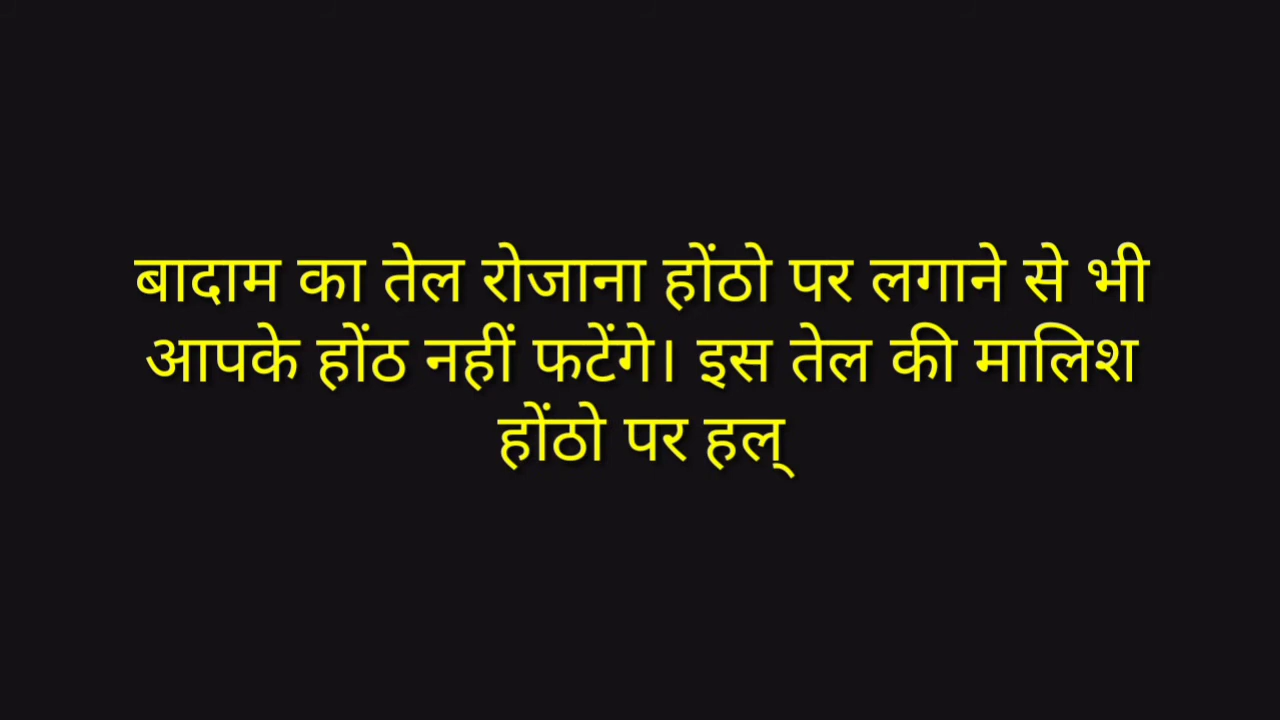 बादाम का तेल रोजाना होंठो पर लगाने से भी
आपके होंठ नहीं फटेंगे। इस तेल की मालिश
होंठो पर हल्